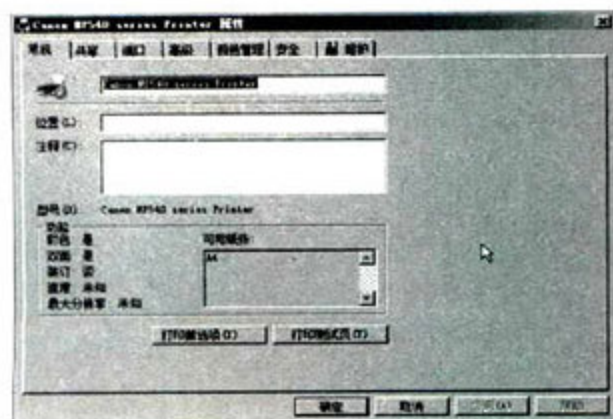 Canon MP540 series Printer 属性
常规 共享 端口 高级 颜色管理 安全 维护
Canon MP540 series Printer
位置(L):
注释(C):
型号(O): Canon MP540 series Printer
功能
彩色: 是
双面: 是
装订: 否
速度: 未知
最大分辨率: 未知
可用纸张:
A4
打印首选项(I)...
打印测试页(T)
确定 取消 应用(A) 帮助